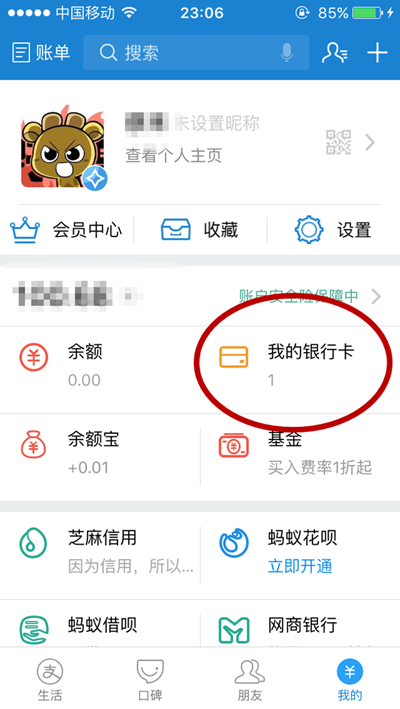 中国移动 23:06 85%
账单 搜索
未设置昵称
查看个人主页
会员中心 收藏 设置
账户安全险保障中
余额 我的银行卡
0.00 1
余额宝 基金
+0.01 买入费率1折起
芝麻信用 蚂蚁花呗
因为信用，所以... 立即开通
蚂蚁借呗 网商银行
生活 口碑 朋友 我的